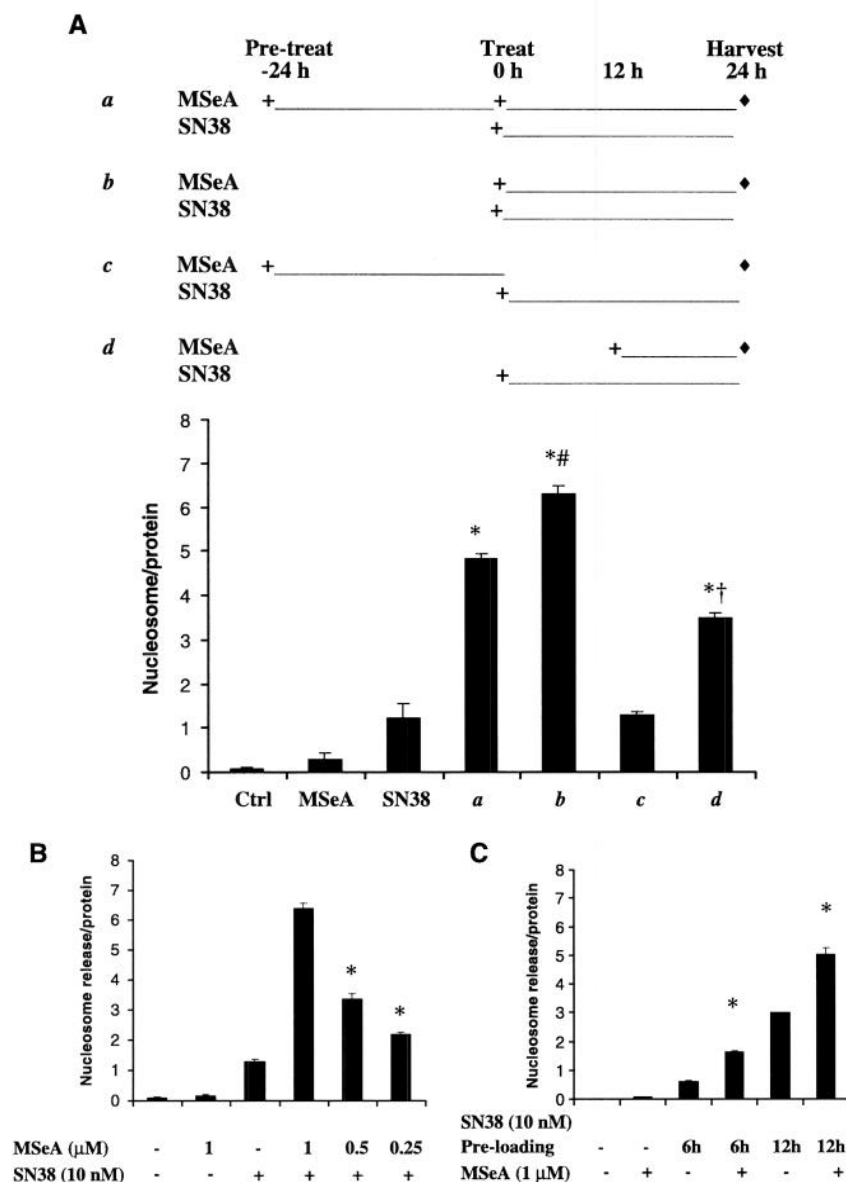 A
Pre-treat Treat Harvest
-24 h 0 h 12 h 24 h
a MSeA + + ♦
SN38 +
b MSeA + ♦
SN38 +
c MSeA + ♦
SN38 +
d MSeA + ♦
SN38 +
Nucleosome/protein
8
7
6
5
4
3
2
1
0
* *# *†
Ctrl MSeA SN38 a b c d
B
Nucleosome release/protein
8
7
6
5
4
3
2
1
0
* *
MSeA (μM) - 1 - 1 0.5 0.25
SN38 (10 nM) - - + + + +
C
Nucleosome release/protein
8
7
6
5
4
3
2
1
0
* *
SN38 (10 nM)
Pre-loading - - 6h 6h 12h 12h
MSeA (1 μM) - + - + - +